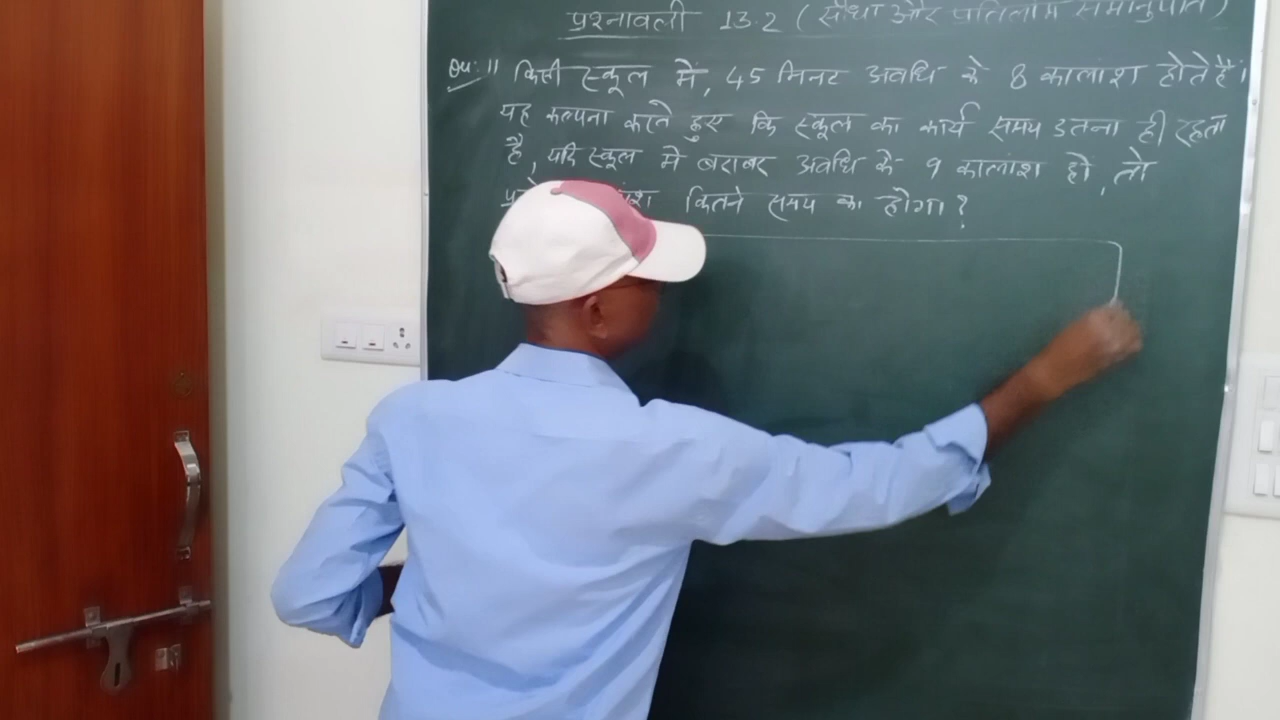 प्रश्नावली 13.2 (सीधा और प्रतिलोम समानुपात)
Qu: 11 किसी स्कूल में, 45 मिनट अवधि के 8 कालांश होते हैं।
यह कल्पना करते हुए कि स्कूल का कार्य समय उतना ही रहता
है, यदि स्कूल में बराबर अवधि के 9 कालांश हो, तो
कितने समय का होगा?